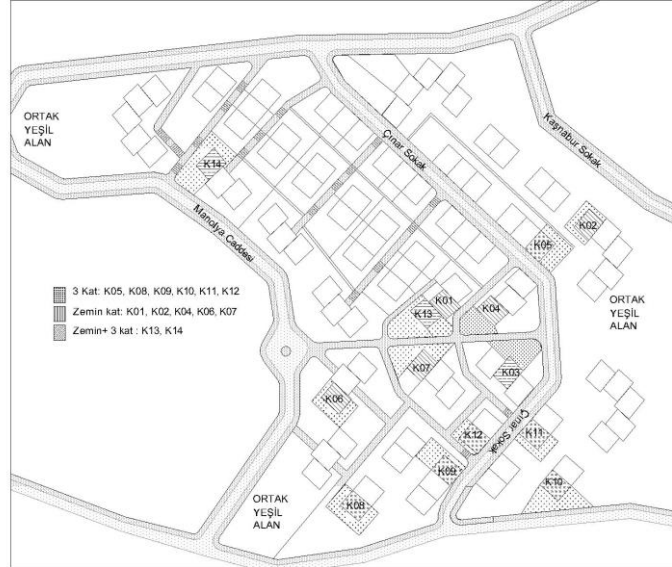 ORTAK
YEŞİL
ALAN
Çınar Sokak
Kaşnabur Sokak
K14
Manolya Caddesi
K02
K05
3 Kat: K05, K08, K09, K10, K11, K12
Zemin kat: K01, K02, K04, K06, K07
Zemin+ 3 kat : K13, K14
K01
K13
K04
ORTAK
YEŞİL
ALAN
K07
K03
K06
K12
Çınar Sokak
K11
K09
K10
ORTAK
YEŞİL
ALAN
K08